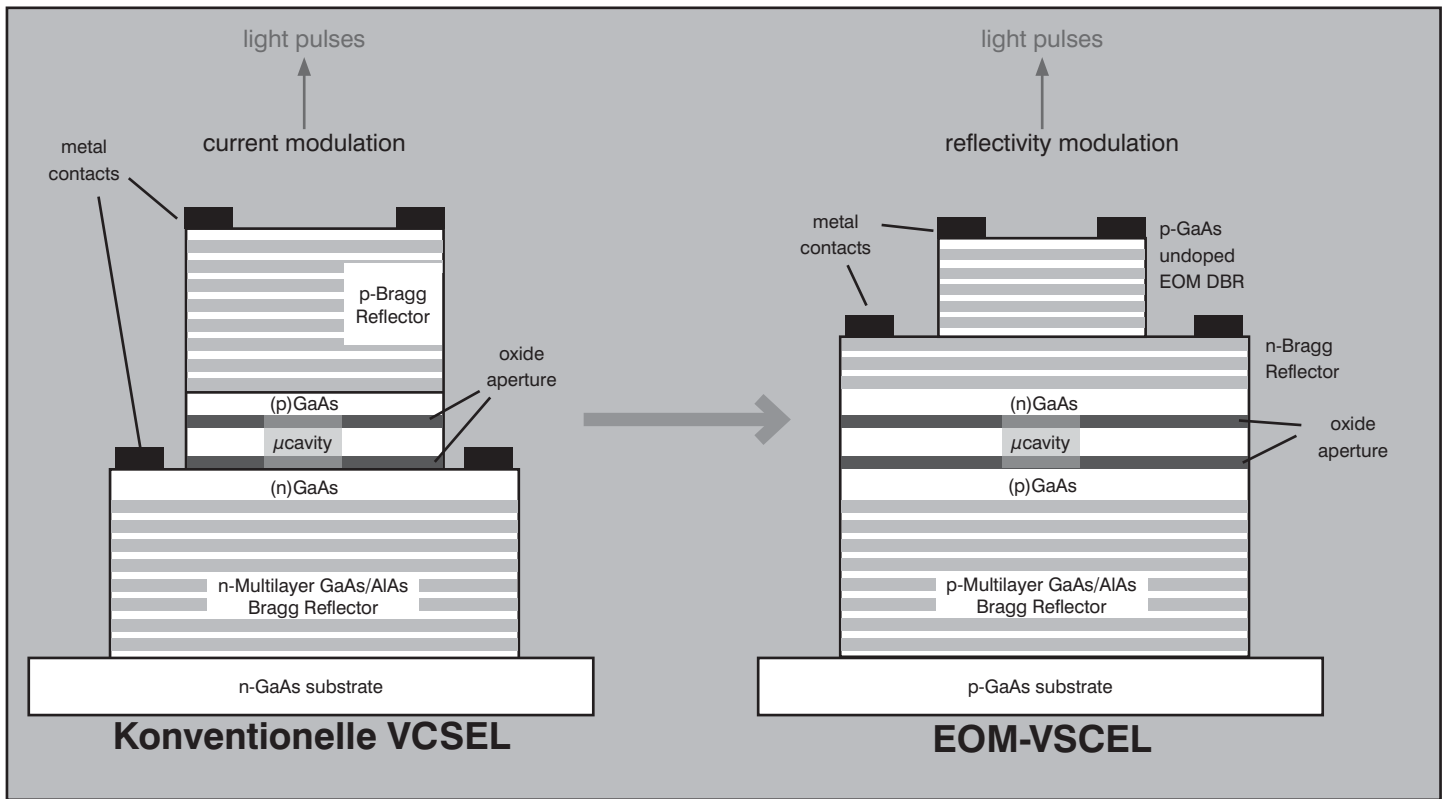 light pulses
current modulation
metal
contacts
p-Bragg
Reflector
oxide
aperture
(p)GaAs
µcavity
(n)GaAs
n-Multilayer GaAs/AlAs
Bragg Reflector
n-GaAs substrate
Konventionelle VCSEL
light pulses
reflectivity modulation
metal
contacts
p-GaAs
undoped
EOM DBR
n-Bragg
Reflector
(n)GaAs
µcavity
oxide
aperture
(p)GaAs
p-Multilayer GaAs/AlAs
Bragg Reflector
p-GaAs substrate
EOM-VSCEL